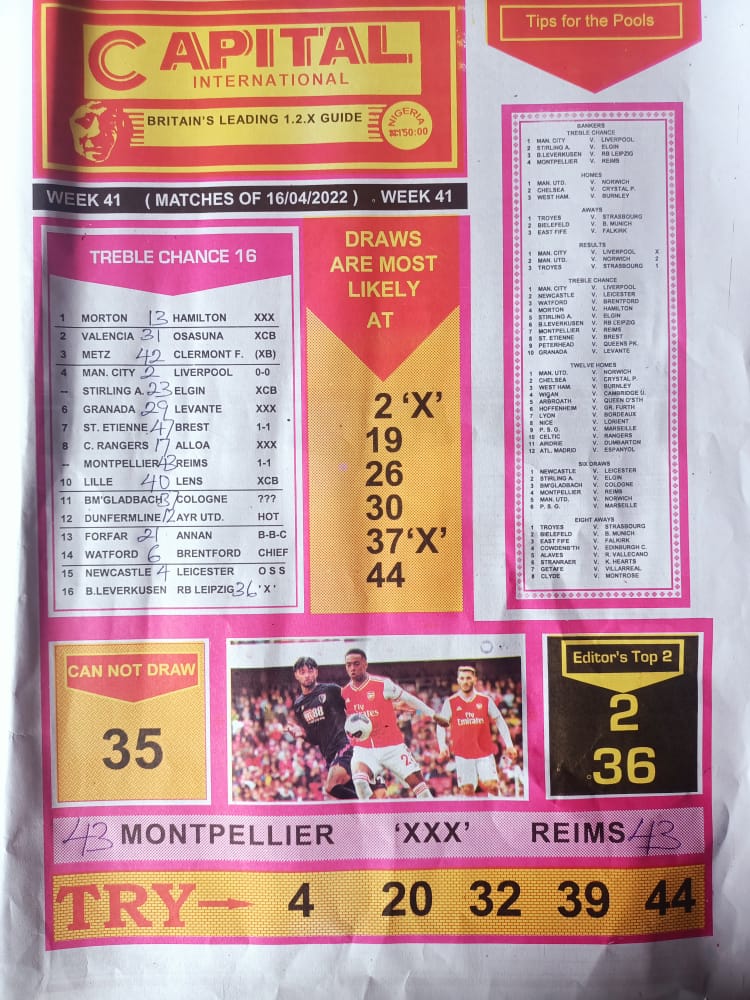 CAPITAL
INTERNATIONAL
BRITAIN'S LEADING 1.2.X GUIDE
NIGERIA
₦150:00
WEEK 41 ( MATCHES OF 16/04/2022 ) . WEEK 41
TREBLE CHANCE 16
1 MORTON 13 HAMILTON XXX
2 VALENCIA 31 OSASUNA XCB
3 METZ 42 CLERMONT F. (XB)
4 MAN. CITY 2 LIVERPOOL 0-0
-- STIRLING A. 23 ELGIN XCB
6 GRANADA 29 LEVANTE XXX
7 ST. ETIENNE 47 BREST 1-1
8 C. RANGERS 17 ALLOA XXX
-- MONTPELLIER 43 REIMS 1-1
10 LILLE 40 LENS XCB
11 BM'GLADBACH 37 COLOGNE ???
12 DUNFERMLINE 12 AYR UTD. HOT
13 FORFAR 21 ANNAN B-B-C
14 WATFORD 6 BRENTFORD CHIEF
15 NEWCASTLE 4 LEICESTER O S S
16 B.LEVERKUSEN RB LEIPZIG 36 'X'
DRAWS
ARE MOST
LIKELY
AT
2 'X'
19
26
30
37 'X'
44
Tips for the Pools
BANKERS
TREBLE CHANCE
1 MAN. CITY V. LIVERPOOL
2 STIRLING A. V. ELGIN
3 B.LEVERKUSEN V. RB LEIPZIG
4 MONTPELLIER V. REIMS
HOMES
1 MAN. UTD. V. NORWICH
2 CHELSEA V. CRYSTAL P.
3 WEST HAM. V. BURNLEY
AWAYS
1 TROYES V. STRASBOURG
2 BIELEFELD V. B. MUNICH
3 EAST FIFE V. FALKIRK
RESULTS
1 MAN. CITY V. LIVERPOOL X
2 MAN. UTD. V. NORWICH 2
3 TROYES V. STRASBOURG 1
TREBLE CHANCE
1 MAN. CITY V. LIVERPOOL
2 NEWCASTLE V. LEICESTER
3 WATFORD V. BRENTFORD
4 MORTON V. HAMILTON
5 STIRLING A. V. ELGIN
6 B.LEVERKUSEN V. RB LEIPZIG
7 MONTPELLIER V. REIMS
8 ST. ETIENNE V. BREST
9 PETERHEAD V. QUEENS PK.
10 GRANADA V. LEVANTE
TWELVE HOMES
1 MAN. UTD. V. NORWICH
2 CHELSEA V. CRYSTAL P.
3 WEST HAM. V. BURNLEY
4 WIGAN V. CAMBRIDGE U.
5 ARBROATH V. QUEEN O'STH
6 HOFFENHEIM V. GR. FURTH
7 LYON V. BORDEAUX
8 NICE V. LORIENT
9 P. S. G. V. MARSEILLE
10 CELTIC V. RANGERS
11 AIRDRIE V. DUMBARTON
12 ATL. MADRID V. ESPANYOL
SIX DRAWS
1 NEWCASTLE V. LEICESTER
2 STIRLING A. V. ELGIN
3 BM'GLADBACH V. COLOGNE
4 MONTPELLIER V. REIMS
5 MAN. UTD. V. NORWICH
6 P. S. G. V. MARSEILLE
EIGHT AWAYS
1 TROYES V. STRASBOURG
2 BIELEFELD V. B. MUNICH
3 EAST FIFE V. FALKIRK
4 COWDENB'TH V. EDINBURGH C.
5 ALAVES V. R. VALLECANO
6 STRANRAER V. K. HEARTS
7 GETAFE V. VILLARREAL
8 CLYDE V. MONTROSE
CAN NOT DRAW
35
Fly
Emirates
Emirates
Editor's Top 2
2
36
43 MONTPELLIER 'XXX' REIMS 43
TRY 4 20 32 39 44